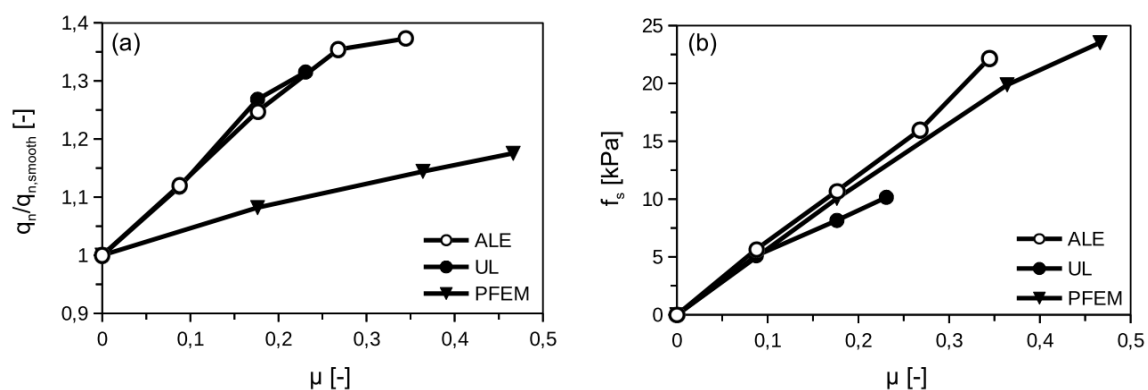 (a)
q_n/q_n,smooth [-]
1,4
1,3
1,2
1,1
1
0,9
0
0,1
0,2
0,3
0,4
0,5
µ [-]
ALE
UL
PFEM
(b)
f_s [kPa]
25
20
15
10
5
0
0
0,1
0,2
0,3
0,4
0,5
µ [-]
ALE
UL
PFEM